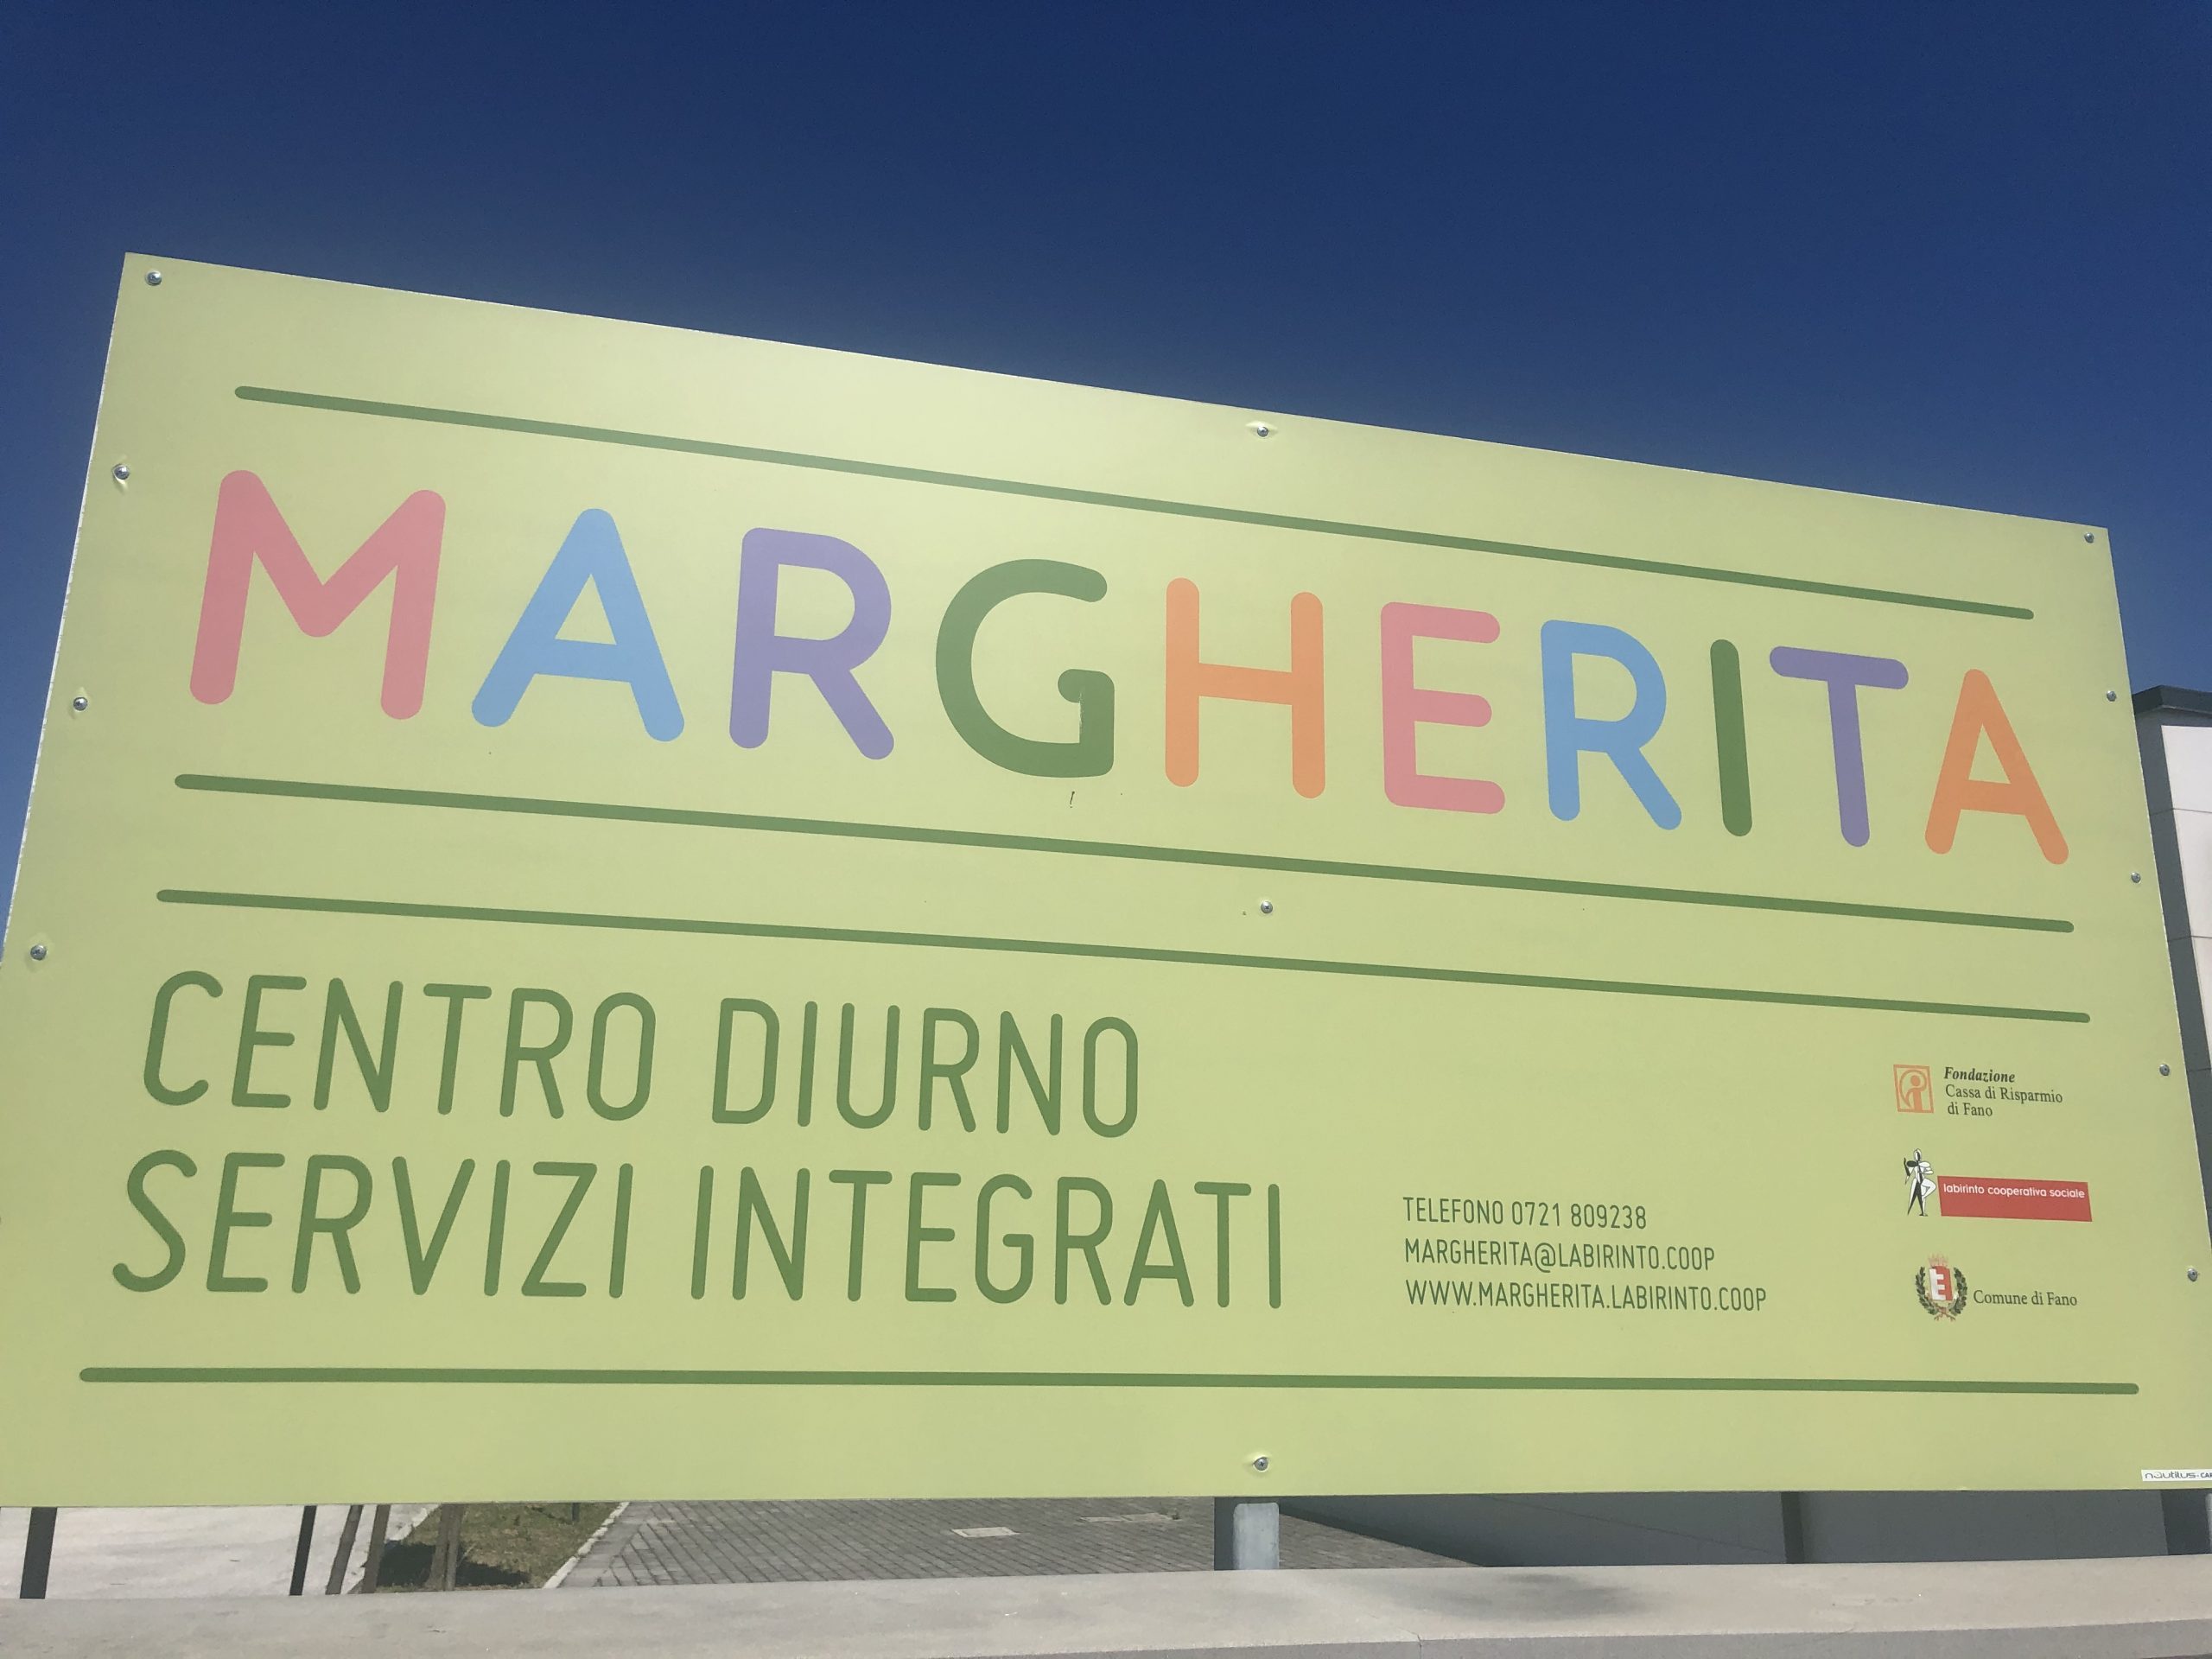 MARGHERITA
CENTRO DIURNO
SERVIZI INTEGRATI
TELEFONO 0721 809238
MARGHERITA@LABIRINTO.COOP
WWW.MARGHERITA.LABIRINTO.COOP
Fondazione
Cassa di Risparmio
di Fano
labirinto cooperativa sociale
Comune di Fano
nautilus